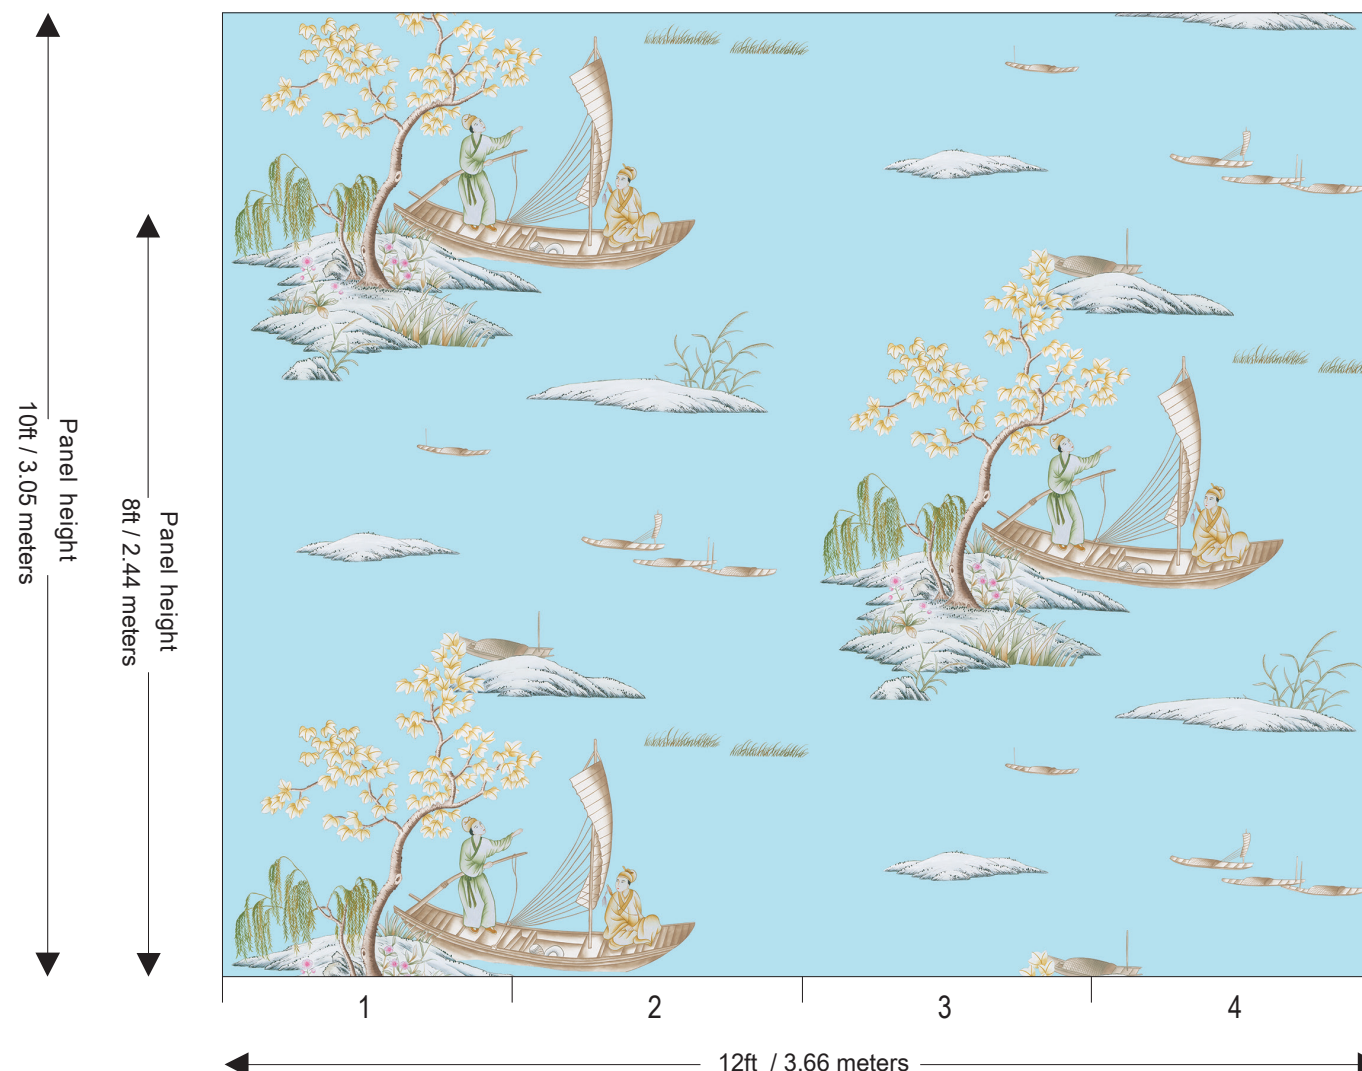 Panel height
10ft / 3.05 meters
Panel height
8ft / 2.44 meters
1
2
3
4
12ft / 3.66 meters